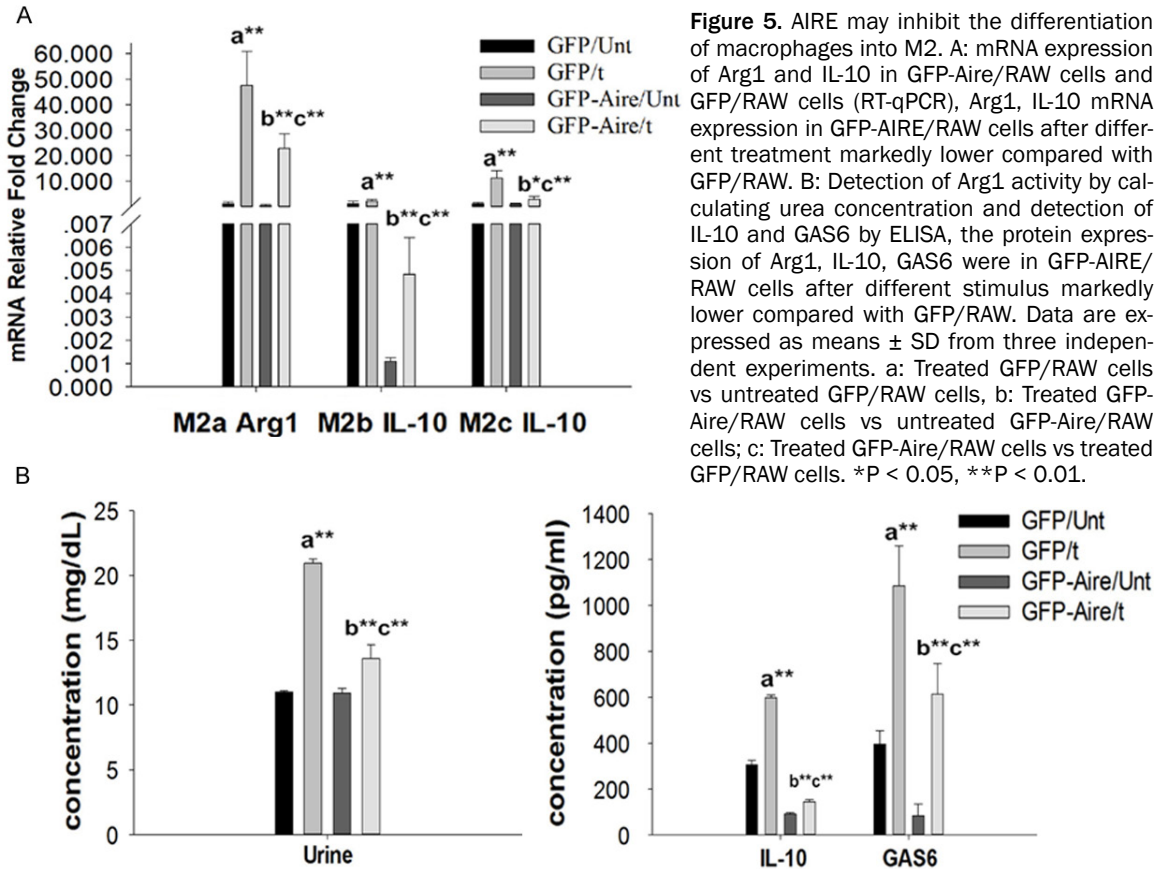 A
mRNA Relative Fold Change
60.000
50.000
40.000
30.000
20.000
10.000
.007
.006
.005
.004
.003
.002
.001
0.000
a**
b**c**
a**
b**c**
a**
b*c**
GFP/Unt
GFP/t
GFP-Aire/Unt
GFP-Aire/t
M2a Arg1 M2b IL-10 M2c IL-10
Figure 5. AIRE may inhibit the differentiation
of macrophages into M2. A: mRNA expression
of Arg1 and IL-10 in GFP-Aire/RAW cells and
GFP/RAW cells (RT-qPCR), Arg1, IL-10 mRNA
expression in GFP-AIRE/RAW cells after differ-
ent treatment markedly lower compared with
GFP/RAW. B: Detection of Arg1 activity by cal-
culating urea concentration and detection of
IL-10 and GAS6 by ELISA, the protein expres-
sion of Arg1, IL-10, GAS6 were in GFP-AIRE/
RAW cells after different stimulus markedly
lower compared with GFP/RAW. Data are ex-
pressed as means ± SD from three indepen-
dent experiments. a: Treated GFP/RAW cells
vs untreated GFP/RAW cells, b: Treated GFP-
Aire/RAW cells vs untreated GFP-Aire/RAW
cells; c: Treated GFP-Aire/RAW cells vs treated
GFP/RAW cells. *P < 0.05, **P < 0.01.
B
concentration (mg/dL)
25
20
15
10
5
0
a**
b**c**
Urine
concentration (pg/ml)
1400
1200
1000
800
600
400
200
0
a**
b**c**
a**
b**c**
GFP/Unt
GFP/t
GFP-Aire/Unt
GFP-Aire/t
IL-10 GAS6